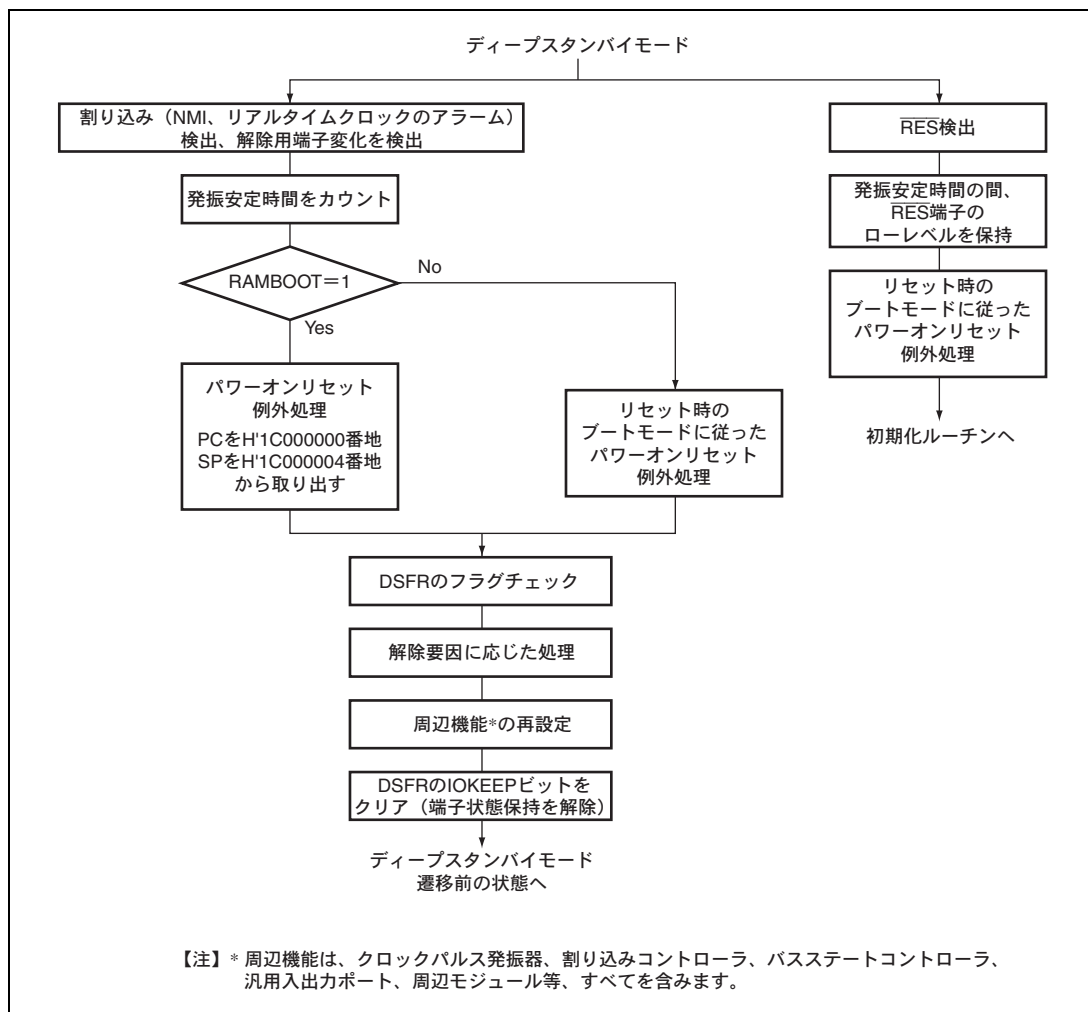 ディープスタンバイモード
割り込み（NMI、リアルタイムクロックのアラーム）
検出、解除用端子変化を検出
発振安定時間をカウント
RAMBOOT＝1
No
Yes
パワーオンリセット
例外処理
PCをH'1C000000番地
SPをH'1C000004番地
から取り出す
リセット時の
ブートモードに従った
パワーオンリセット
例外処理
DSFRのフラグチェック
解除要因に応じた処理
周辺機能*の再設定
DSFRのIOKEEPビットを
クリア（端子状態保持を解除）
ディープスタンバイモード
遷移前の状態へ
RES検出
発振安定時間の間、
RES端子の
ローレベルを保持
リセット時の
ブートモードに従った
パワーオンリセット
例外処理
初期化ルーチンへ
【注】* 周辺機能は、クロックパルス発振器、割り込みコントローラ、バスステートコントローラ、
汎用入出力ポート、周辺モジュール等、すべてを含みます。